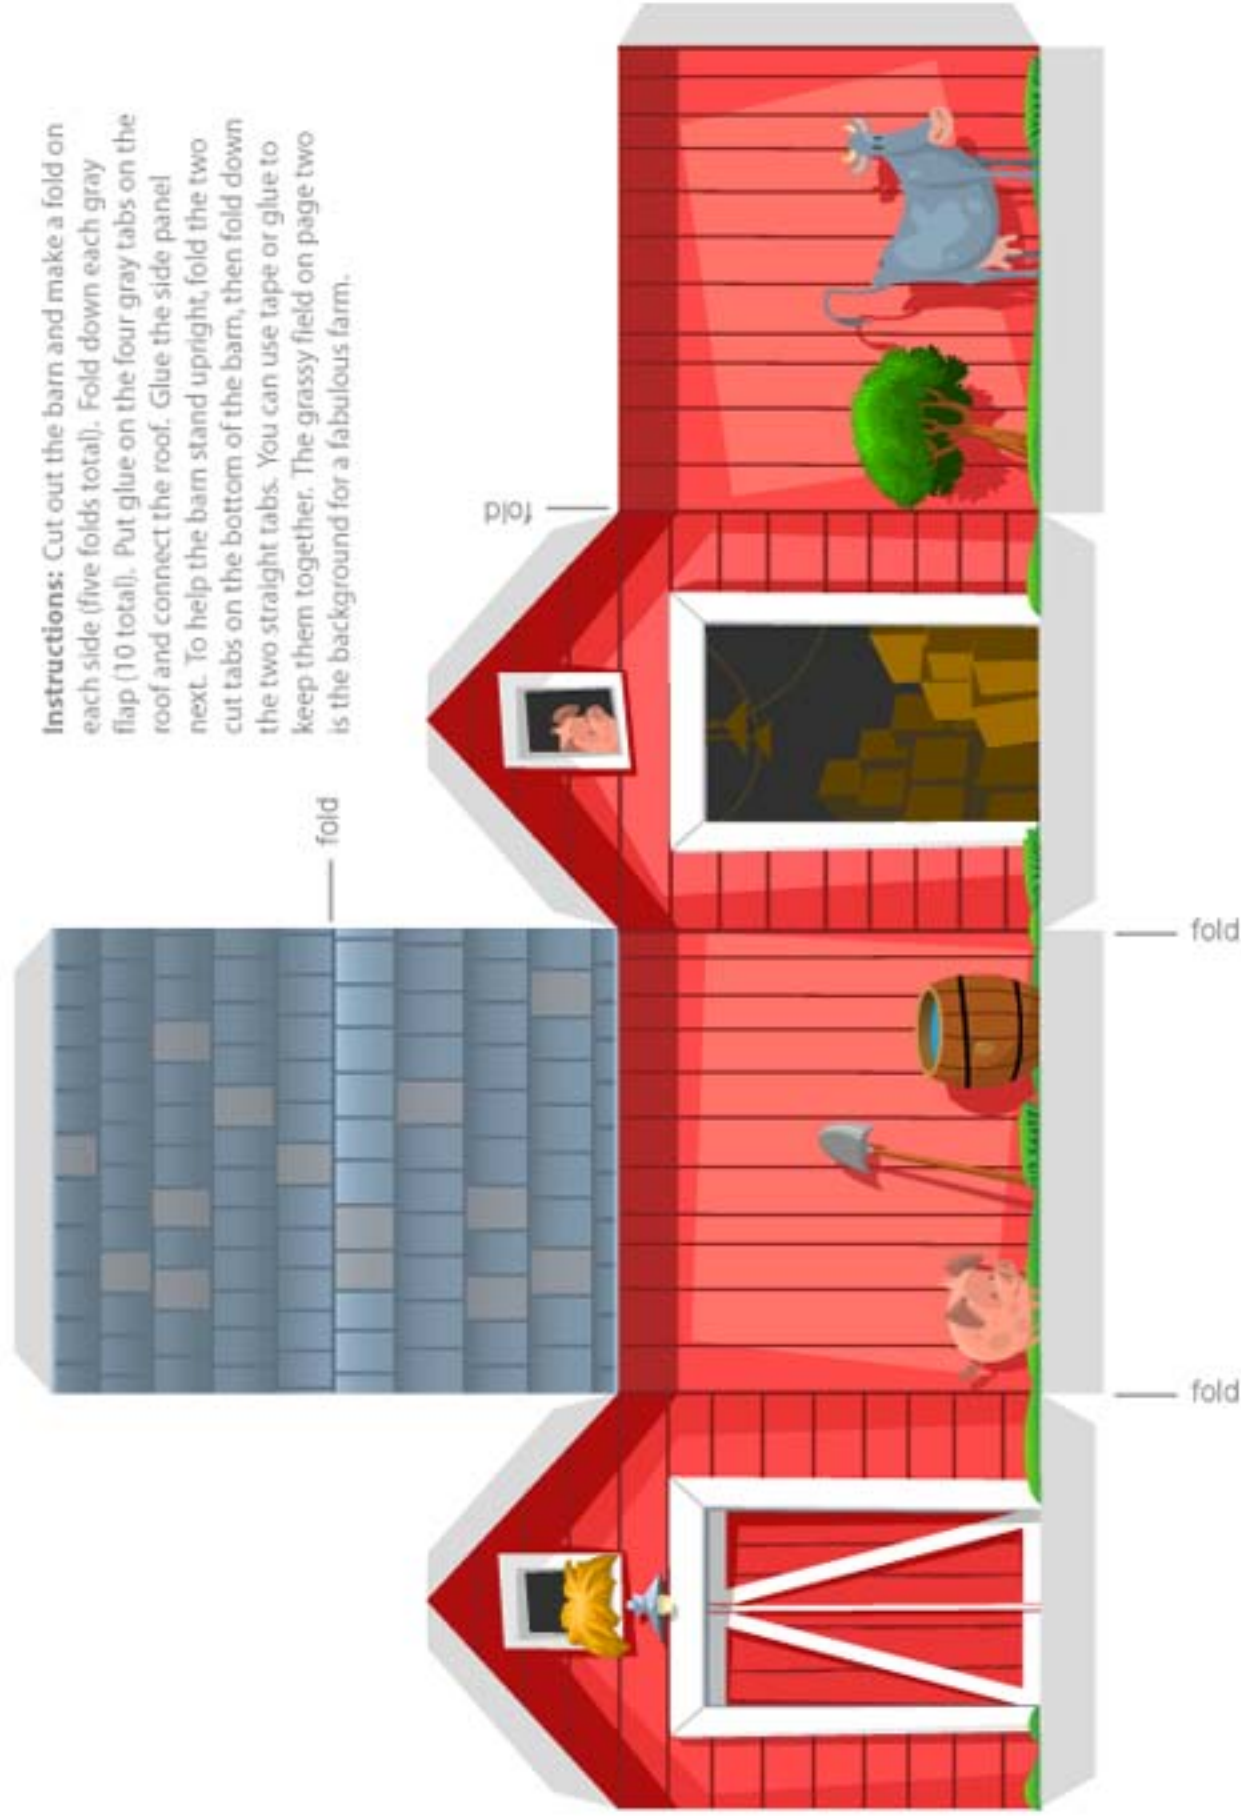 Instructions: Cut out the barn and make a fold on
each side (five folds total). Fold down each gray
flap (10 total). Put glue on the four gray tabs on the
roof and connect the roof. Glue the side panel
next. To help the barn stand upright, fold the two
cut tabs on the bottom of the barn, then fold down
the two straight tabs. You can use tape or glue to
keep them together. The grassy field on page two
is the background for a fabulous farm.
fold
fold
fold
fold